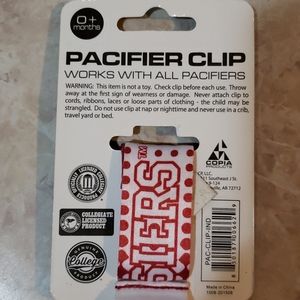 0+
months
PACIFIER CLIP
WORKS WITH ALL PACIFIERS
WARNING: This item is not a toy. Check clip before each use. Throw
away at the first sign of wearness or damage. Never attach clip to
cords, ribbons, laces or loose parts of clothing - the child may be
strangled. Do not use clip at nap or nighttime and never use in a crib,
travel yard or bed.
COPIA
PRODUCTS
COLLEGIATE
LICENSED
PRODUCT
GENUINE
College
PRODUCT
SIERS
TM
Southeast J St
AR 72712
PAC-CLIP-IND
Made in China